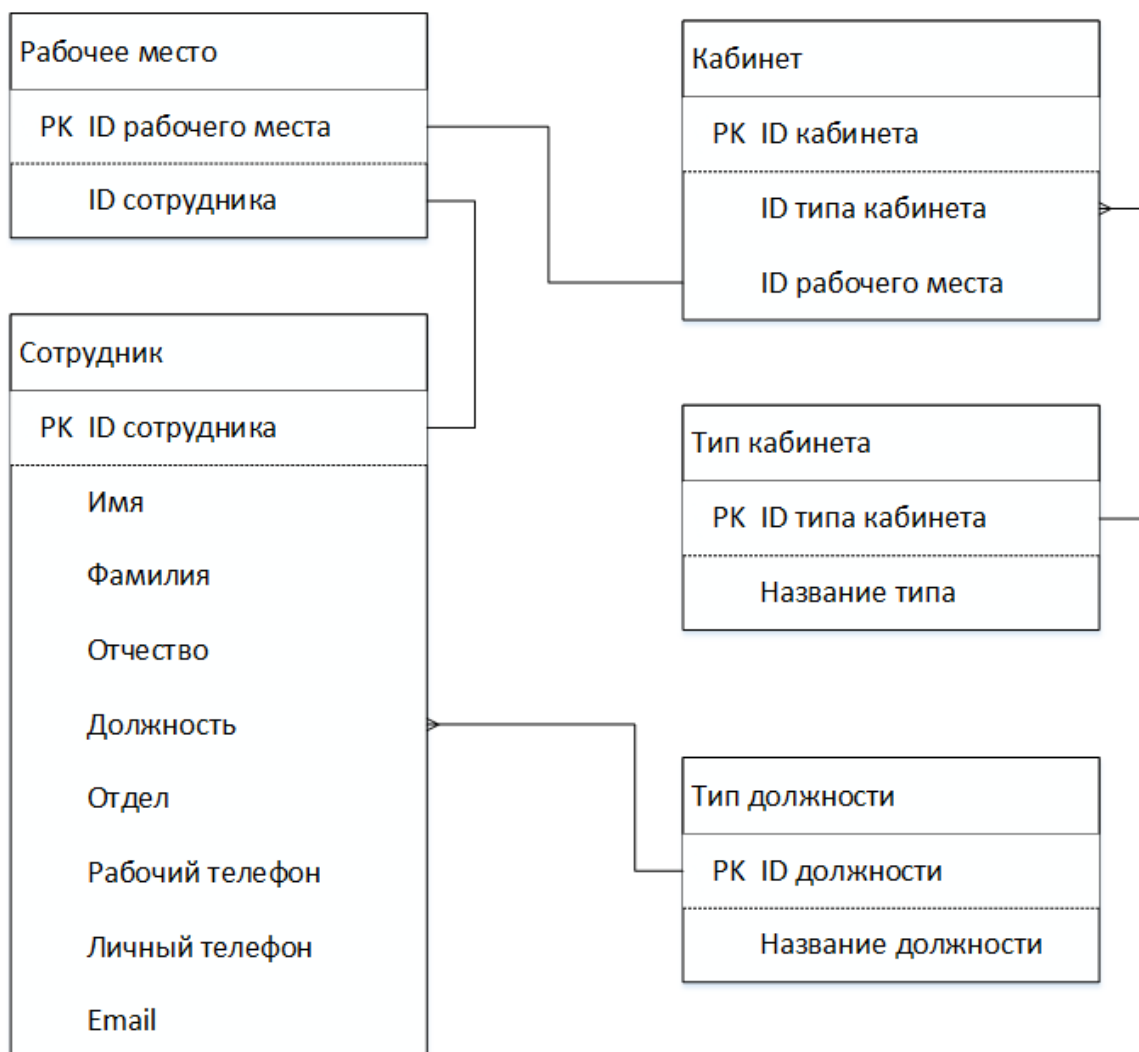 Рабочее место
PK ID рабочего места
ID сотрудника
Сотрудник
PK ID сотрудника
Имя
Фамилия
Отчество
Должность
Отдел
Рабочий телефон
Личный телефон
Email
Кабинет
PK ID кабинета
ID типа кабинета
ID рабочего места
Тип кабинета
PK ID типа кабинета
Название типа
Тип должности
PK ID должности
Название должности